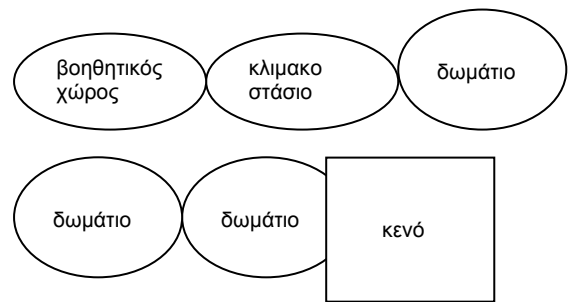 βοηθητικός
χώρος
κλιμακο
στάσιο
δωμάτιο
δωμάτιο
δωμάτιο
κενό